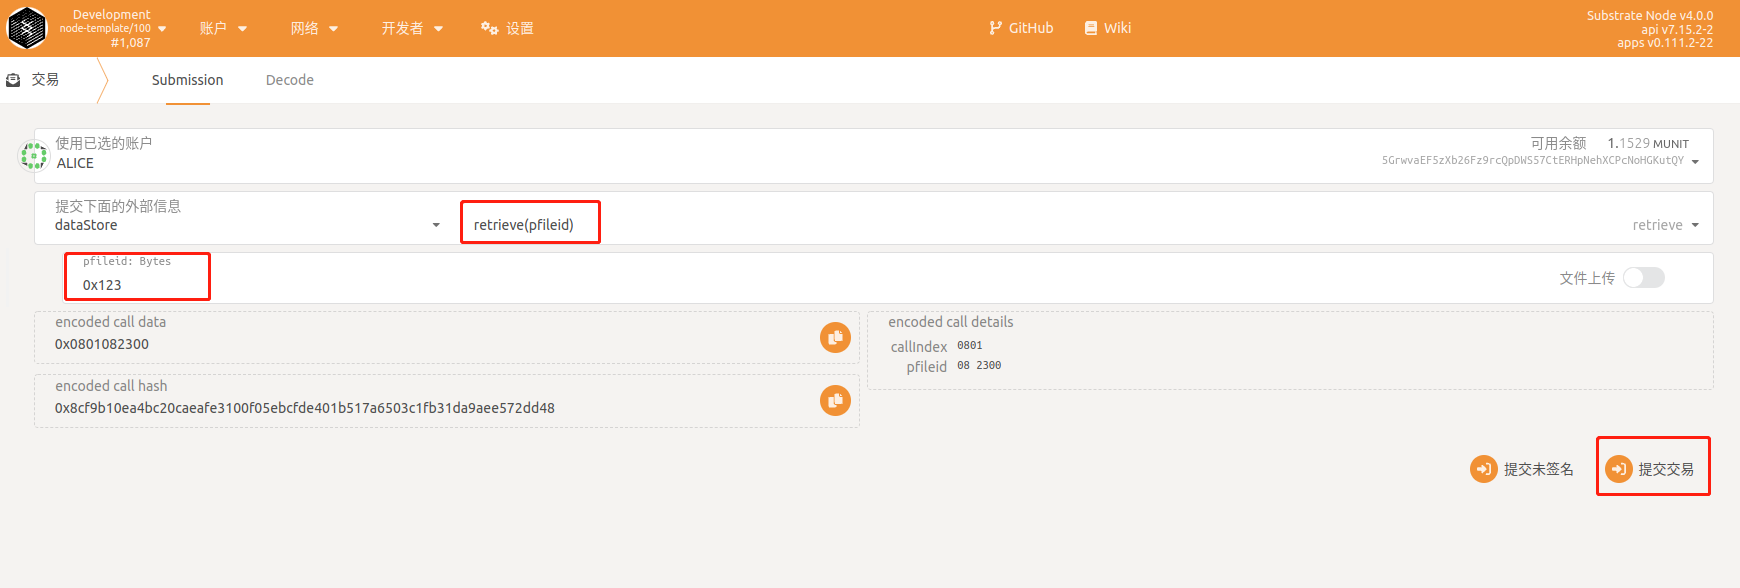 Development
node-template/100
#1,087
账户
网络
开发者
设置
GitHub
Wiki
Substrate Node v4.0.0
api v7.15.2-2
apps v0.111.2-22
交易
Submission
Decode
使用已选的账户
ALICE
可用余额 1.1529 MUNIT
5GrwvaEF5zXb26Fz9rcQpDWS57CtERHpNehXCPcNoHGKutQY
提交下面的外部信息
dataStore
retrieve(pfileid)
retrieve
pfileid: Bytes
0x123
文件上传
encoded call data
0x0801082300
encoded call details
callIndex 0801
pfileid 08 2300
encoded call hash
0x8cf9b10ea4bc20caeafe3100f05ebcfde401b517a6503c1fb31da9aee572dd48
提交未签名
提交交易